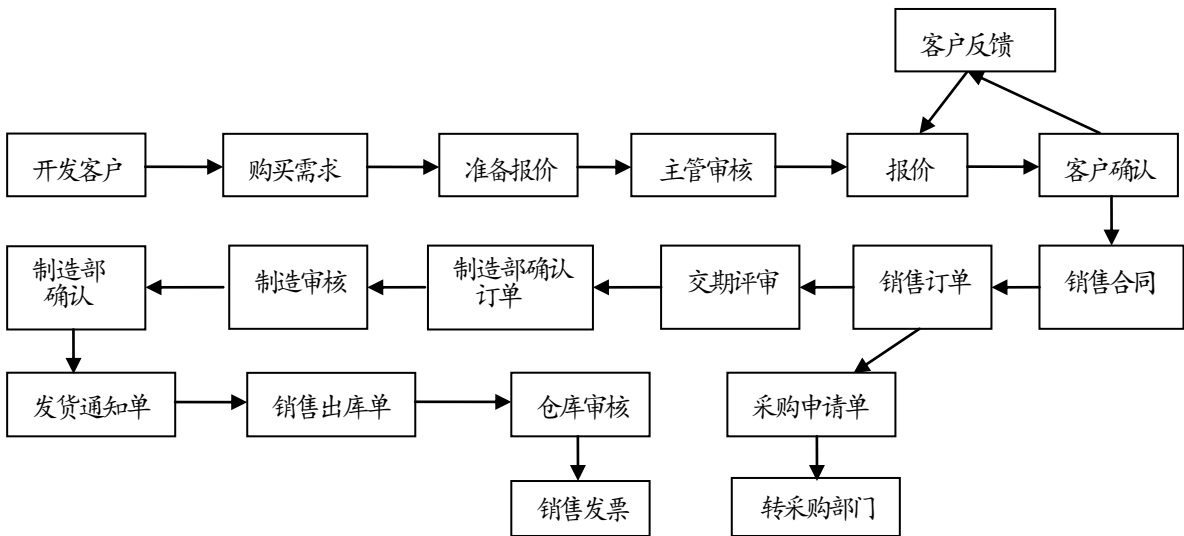 客户反馈
开发客户
购买需求
准备报价
主管审核
报价
客户确认
制造部
确认
制造审核
制造部确认
订单
交期评审
销售订单
销售合同
发货通知单
销售出库单
仓库审核
采购申请单
销售发票
转采购部门